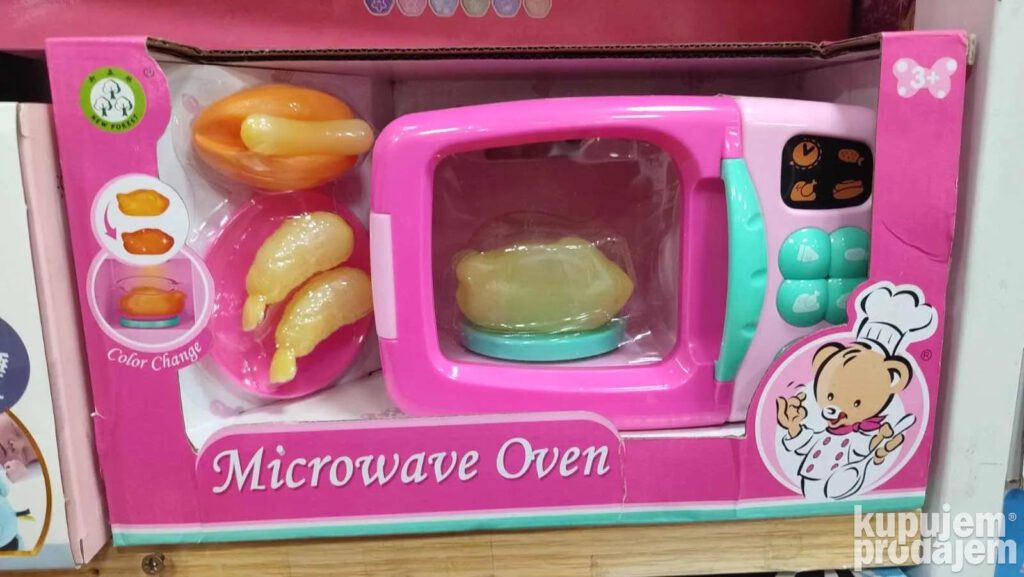 NEW FOREST
®
3+
Color Change
Microwave Oven
®
kupujem®
prodajem